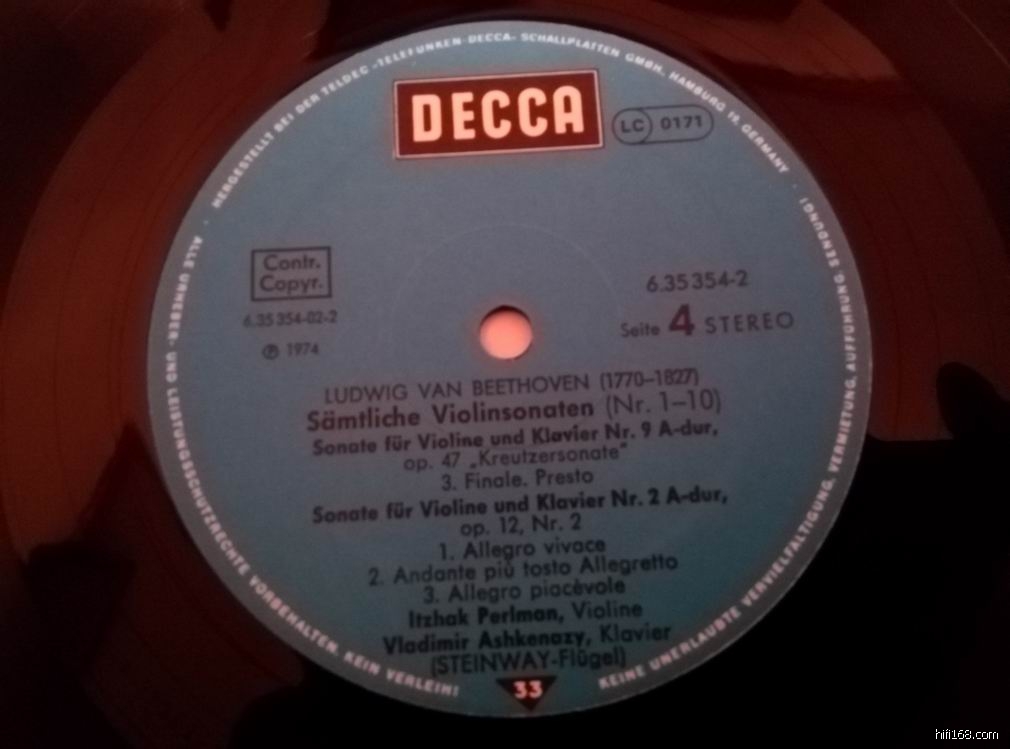 HERGESTELLT BEI DER TELDEC „TELEFUNKEN-DECCA“ SCHALLPLATTEN GMBH, HAMBURG 19, GERMANY
DECCA
LC 0171
Contr.
Copyr.
6.35354-02-2
℗ 1974
6.35354-2
Seite 4 STEREO
LUDWIG VAN BEETHOVEN (1770–1827)
Sämtliche Violinsonaten (Nr. 1–10)
Sonate für Violine und Klavier Nr. 9 A-dur,
op. 47 „Kreutzersonate“
3. Finale. Presto
Sonate für Violine und Klavier Nr. 2 A-dur,
op. 12, Nr. 2
1. Allegro vivace
2. Andante più tosto Allegretto
3. Allegro piacèvole
Itzhak Perlman, Violine
Vladimir Ashkenazy, Klavier
(STEINWAY-Flügel)
33
ALLE URHEBER- UND LEISTUNGSSCHUTZRECHTE VORBEHALTEN. KEIN VERLEIH!
KEINE UNERLAUBTE VERVIELFÄLTIGUNG, VERMIETUNG, AUFFÜHRUNG, SENDUNG!
hifi168.com